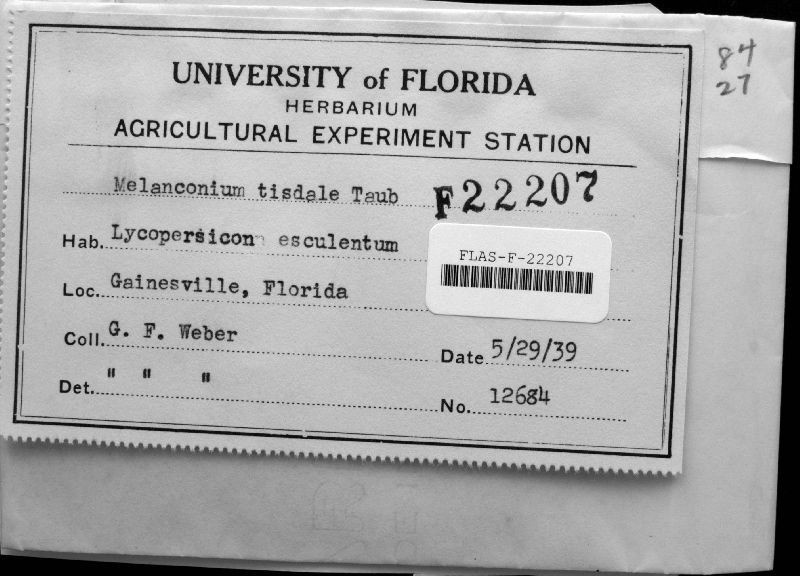 UNIVERSITY of FLORIDA
HERBARIUM
AGRICULTURAL EXPERIMENT STATION
Melanconium tisdale Taub F22207
Hab. Lycopersicon esculentum
FLAS-F-22207
Loc. Gainesville, Florida
Coll. G. F. Weber Date 5/29/39
Det. " " " No. 12684
84
27